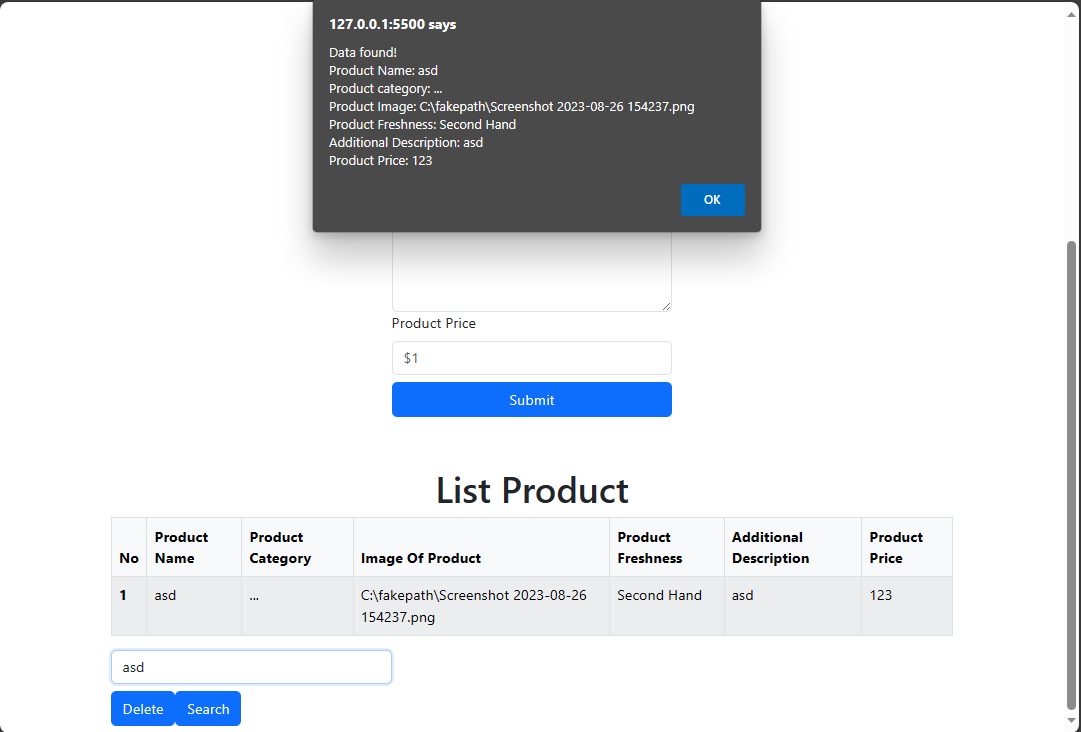 127.0.0.1:5500 says
Data found!
Product Name: asd
Product category: ...
Product Image: C:\fakepath\Screenshot 2023-08-26 154237.png
Product Freshness: Second Hand
Additional Description: asd
Product Price: 123
OK
Product Price
$1
Submit
List Product
No Product Name Product Category Image Of Product Product Freshness Additional Description Product Price
1 asd ... C:\fakepath\Screenshot 2023-08-26 Second Hand asd 123
154237.png
asd
Delete Search